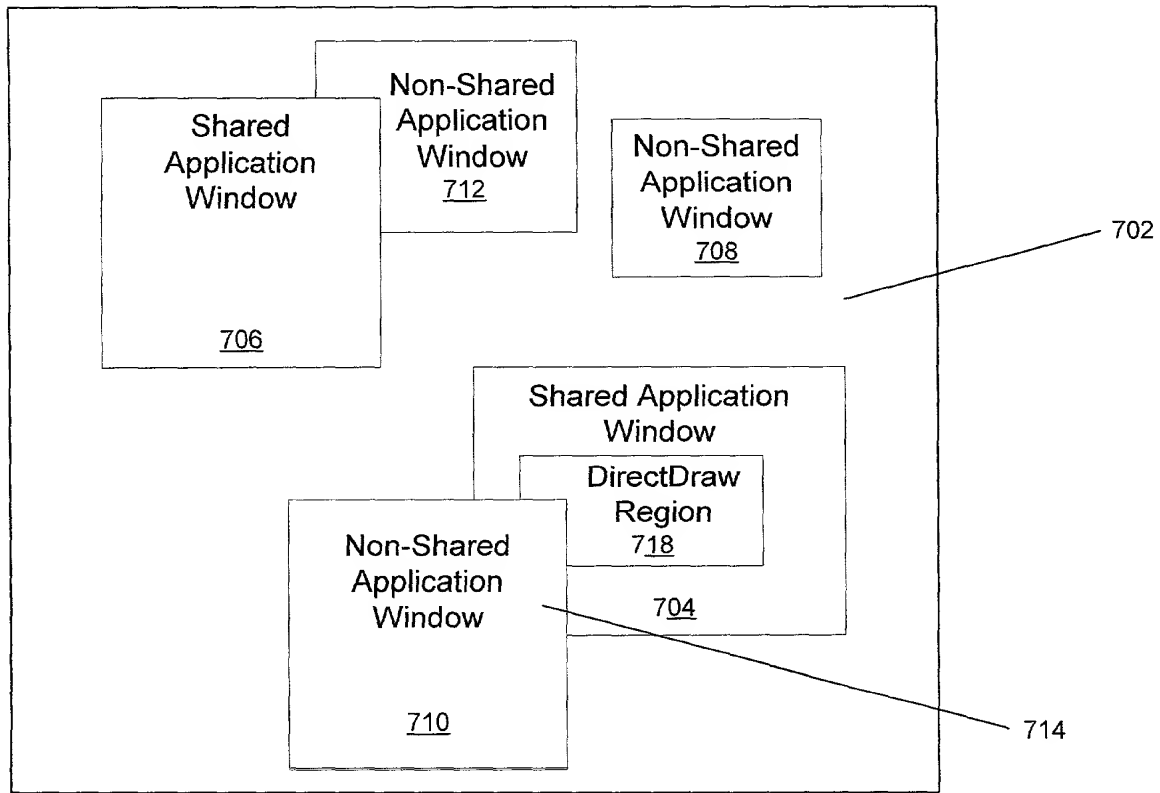 Non-Shared
Application
Window
712
Shared
Application
Window
706
Non-Shared
Application
Window
708
702
Shared Application
Window
DirectDraw
Region
718
704
Non-Shared
Application
Window
710
714